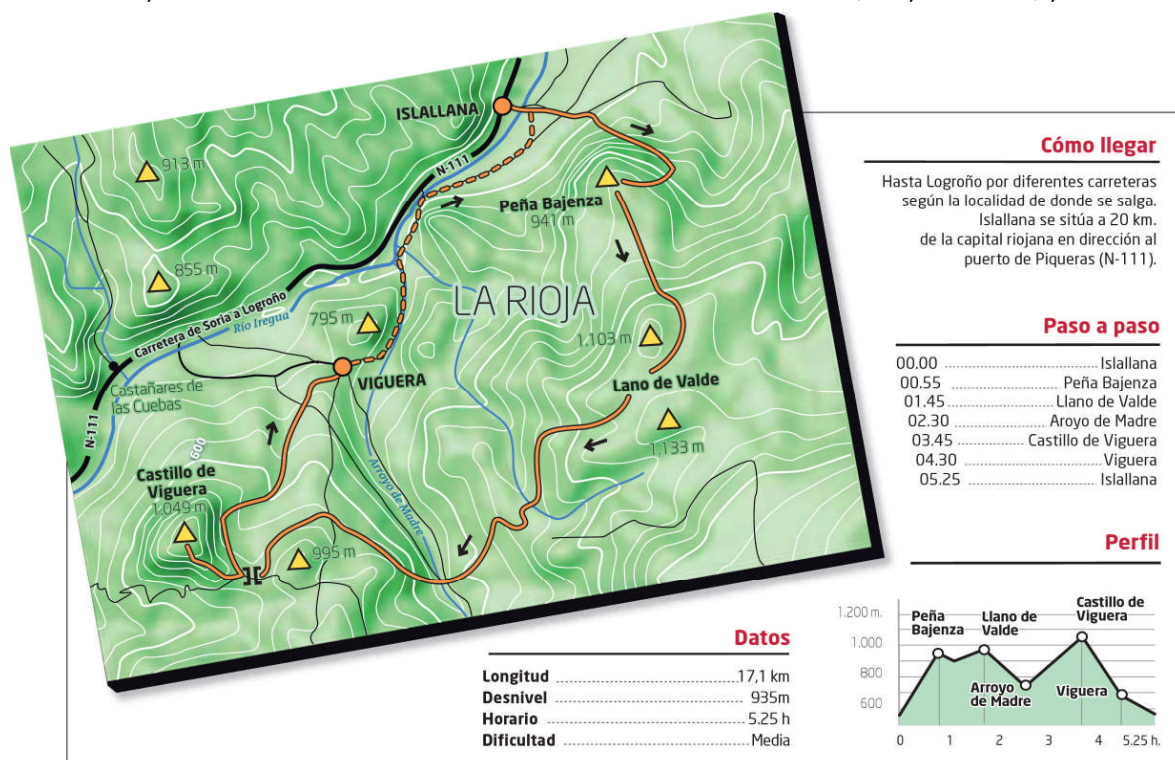 ISLALLANA
N-111
913 m
Peña Bajenza
941 m
855 m
LA RIOJA
Carretera de Soria a Logroño
Río Iregua
795 m
1.103 m
VIGUERA
Castañares de
las Cuebas
Lano de Valde
N-111
600
1.133 m
Castillo de
Viguera
1.049 m
Arroyo de Madre
995 m
Cómo llegar
Hasta Logroño por diferentes carreteras
según la localidad de donde se salga.
Islallana se sitúa a 20 km.
de la capital riojana en dirección al
puerto de Piqueras (N-111).
Paso a paso
00.00 Islallana
00.55 Peña Bajenza
01.45 Llano de Valde
02.30 Aroyo de Madre
03.45 Castillo de Viguera
04.30 Viguera
05.25 Islallana
Perfil
1.200 m.
1.000
800
600
Peña
Bajenza
Llano de
Valde
Castillo de
Viguera
Arroyo
de Madre
Viguera
0 1 2 3 4 5.25 h.
Datos
Longitud 17,1 km
Desnivel 935m
Horario 5.25 h
Dificultad Media